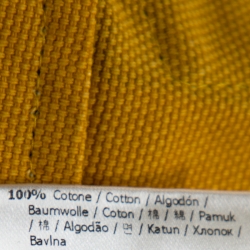 100% Cotone / Cotton / Algodón /
Baumwolle / Coton / 棉 / 綿 / Pamuk
/ 棉 / Algodão / 면 / Katun / Хлопок /
Bavlna